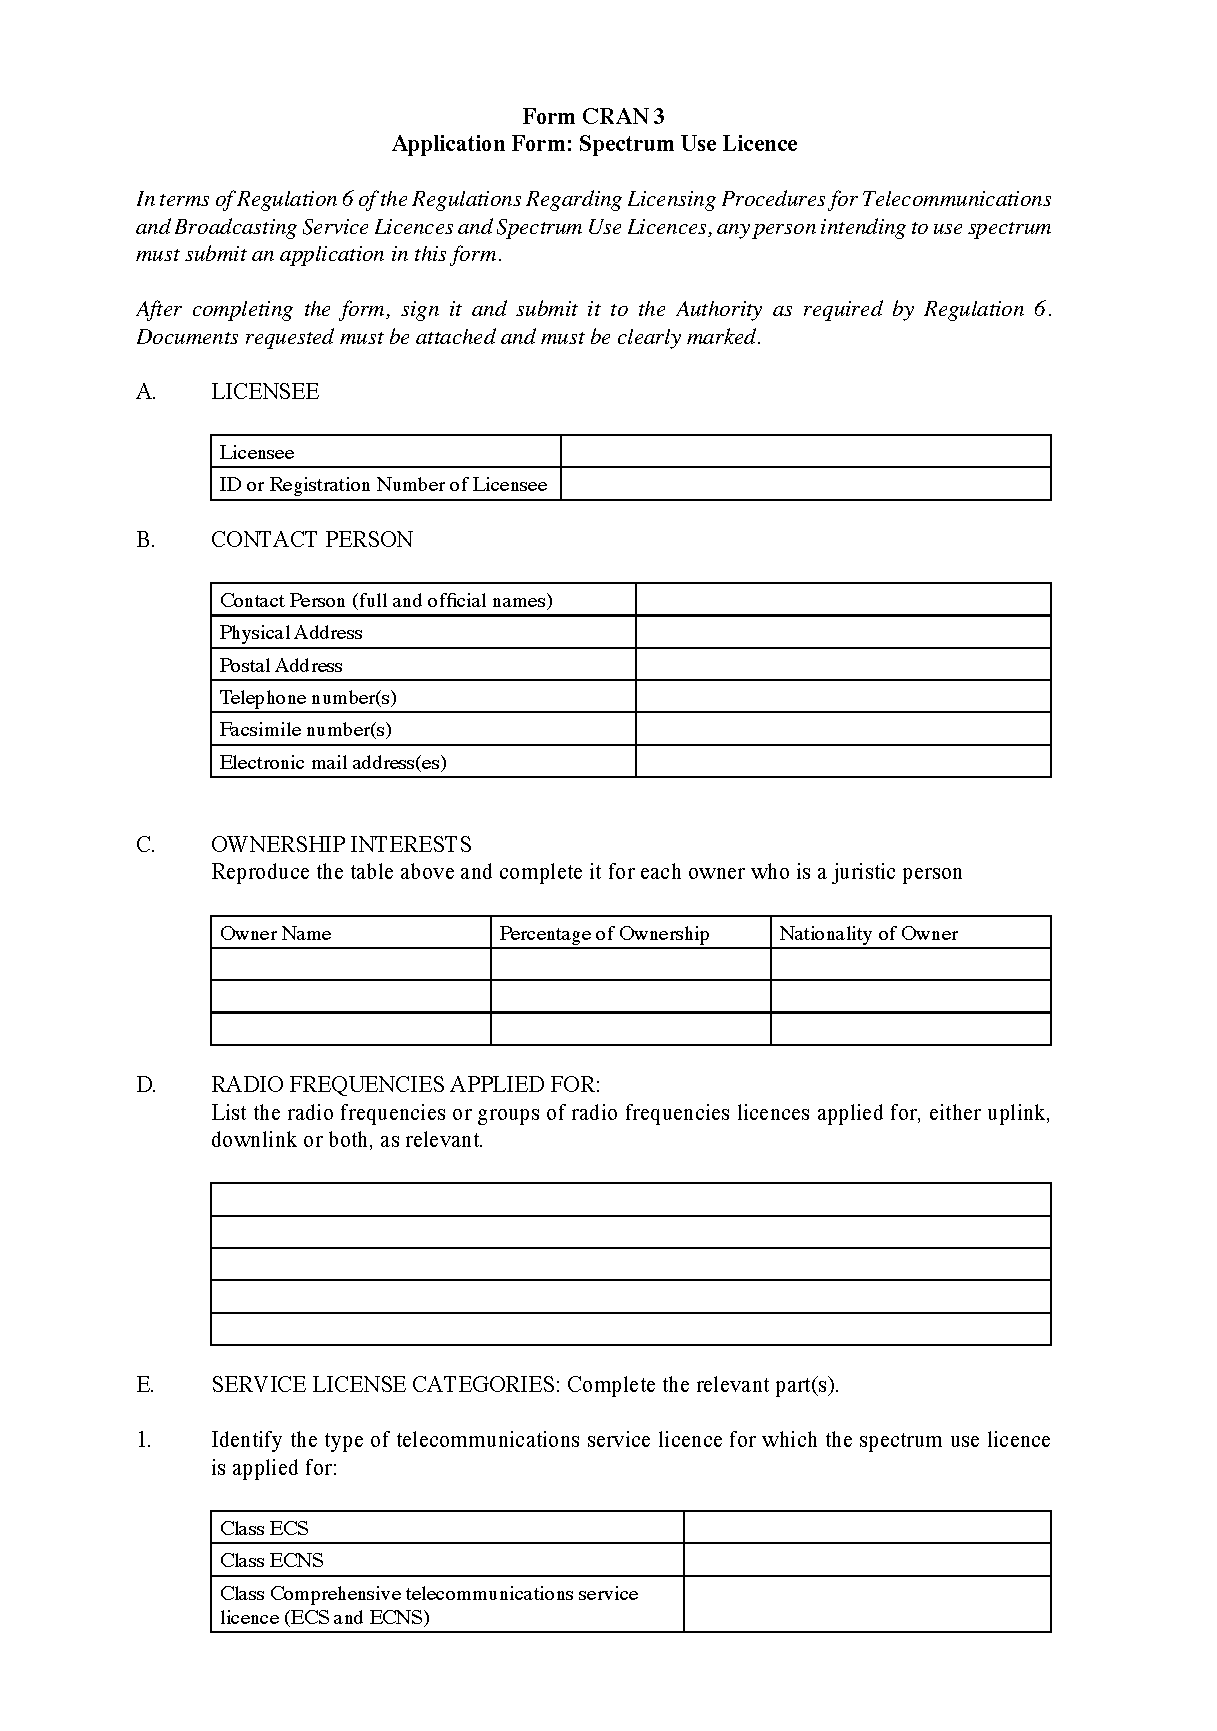 Form CRAN 3
Application Form: Spectrum Use Licence
In terms of Regulation 6 of the Regulations Regarding Licensing Procedures for Telecommunications
and Broadcasting Service Licences and Spectrum Use Licences, any person intending to use spectrum
must submit an application in this form.
After completing the form, sign it and submit it to the Authority as required by Regulation 6.
Documents requested must be attached and must be clearly marked.
A. LICENSEE
Licensee
ID or Registration Number of Licensee
B. CONTACT PERSON
Contact Person (full and official names)
Physical Address
Postal Address
Telephone number(s)
Facsimile number(s)
Electronic mail address(es)
C. OWNERSHIP INTERESTS
Reproduce the table above and complete it for each owner who is a juristic person
Owner Name Percentage of Ownership Nationality of Owner
D. RADIO FREQUENCIES APPLIED FOR:
List the radio frequencies or groups of radio frequencies licences applied for, either uplink,
downlink or both, as relevant.
E. SERVICE LICENSE CATEGORIES: Complete the relevant part(s).
1. Identify the type of telecommunications service licence for which the spectrum use licence
is applied for:
Class ECS
Class ECNS
Class Comprehensive telecommunications service
licence (ECS and ECNS)